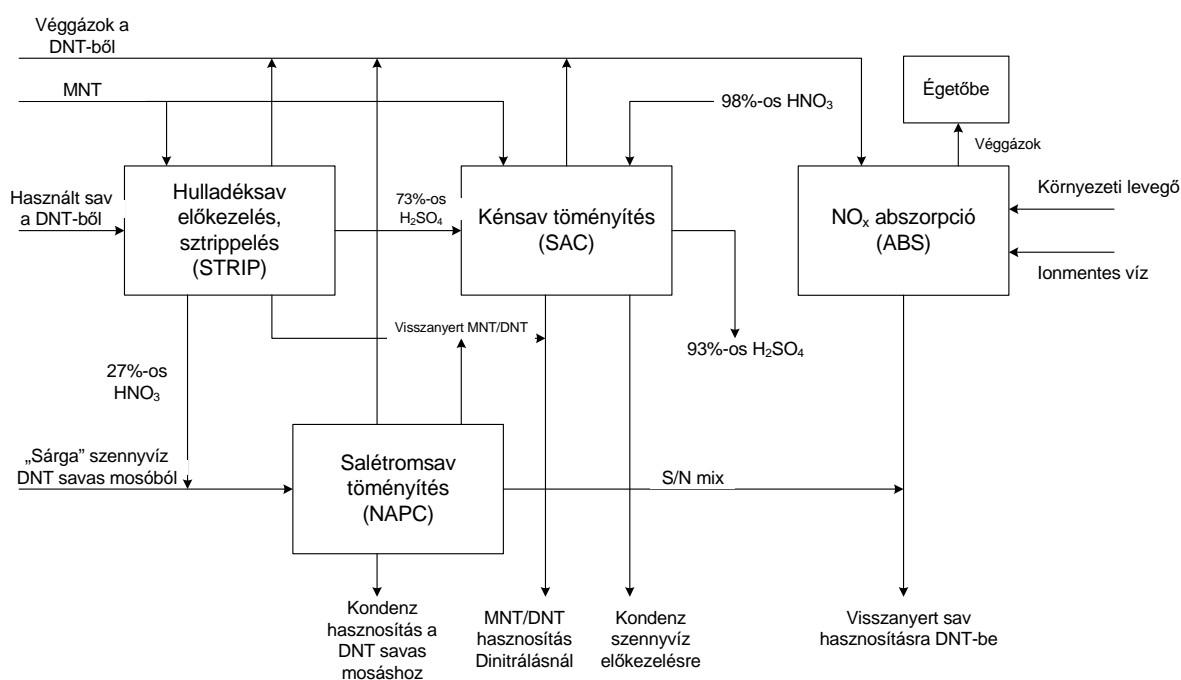 Véggázok a
DNT-ből
MNT
98%-os HNO₃
Égetőbe
Véggázok
Használt sav
a DNT-ből
Hulladéksav
előkezelés,
sztrippelés
(STRIP)
73%-os
H₂SO₄
Kénsav töményítés
(SAC)
NOₓ abszorpció
(ABS)
Környezeti levegő
Ionmentes víz
Visszanyert MNT/DNT
93%-os H₂SO₄
27%-os
HNO₃
„Sárga” szennyvíz
DNT savas mosóból
Salétromsav
töményítés
(NAPC)
S/N mix
Kondenz
hasznosítás a
DNT savas
mosáshoz
MNT/DNT
hasznosítás
Dinitrálásnál
Kondenz
szennyvíz
előkezelésre
Visszanyert sav
hasznosításra DNT-be